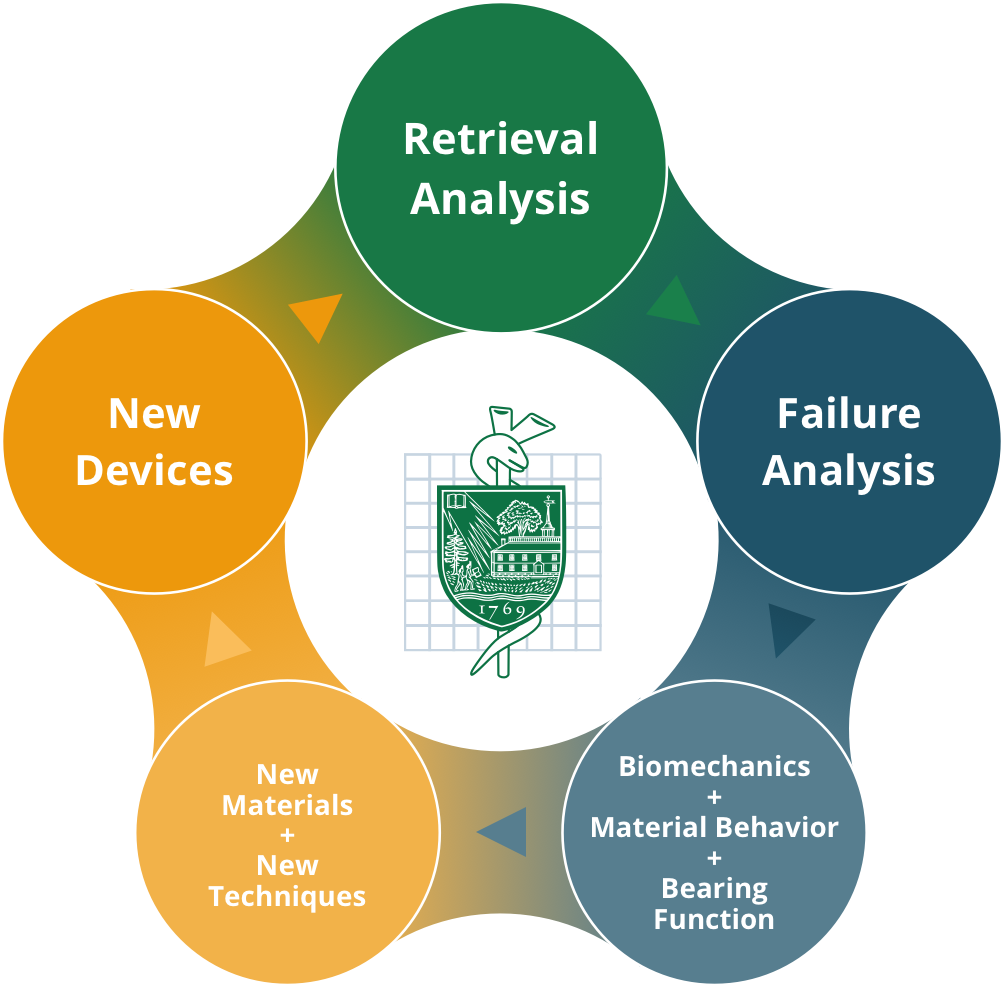 Retrieval
Analysis
Failure
Analysis
Biomechanics
+
Material Behavior
+
Bearing
Function
New
Materials
+
New
Techniques
New
Devices
1769